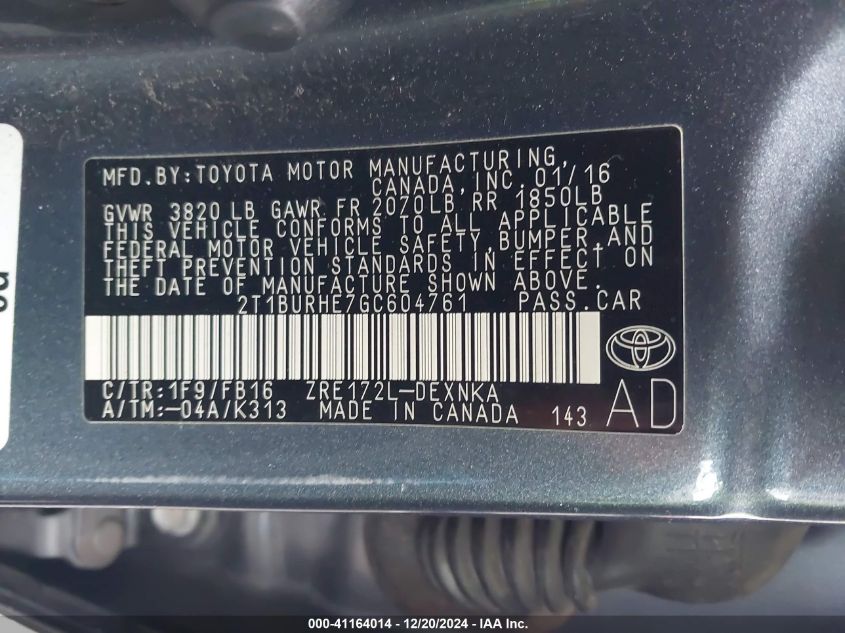 MFD.BY:TOYOTA MOTOR MANUFACTURING,
CANADA, INC. 01/16
GVWR 3820 LB GAWR FR 2070LB RR 1850LB
THIS VEHICLE CONFORMS TO ALL APPLICABLE
FEDERAL MOTOR VEHICLE SAFETY,BUMPER,AND
THEFT PREVENTION STANDARDS IN EFFECT ON
THE DATE OF MANUFACTURE SHOWN ABOVE.
2T1BURHE7GC604761 PASS.CAR
C/TR:1F9/FB16 ZRE172L-DEXNKA
A/TM:-04A/K313 MADE IN CANADA 143
AD
000-41164014 - 12/20/2024 - IAA, Inc.